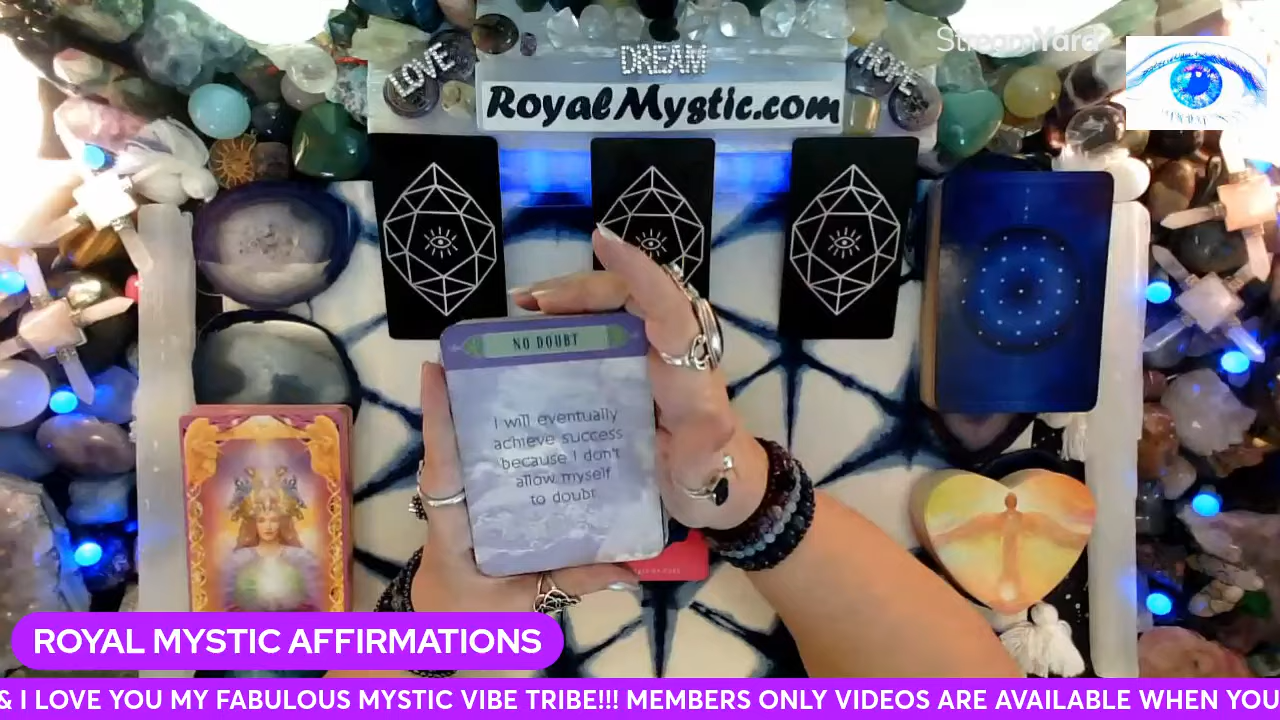 StreamYard
LOVE
DREAM
HOPE
RoyalMystic.com
NO DOUBT
I will eventually
achieve success
because I don't
allow myself
to doubt
ROYAL MYSTIC AFFIRMATIONS
& I LOVE YOU MY FABULOUS MYSTIC VIBE TRIBE!!! MEMBERS ONLY VIDEOS ARE AVAILABLE WHEN YOU